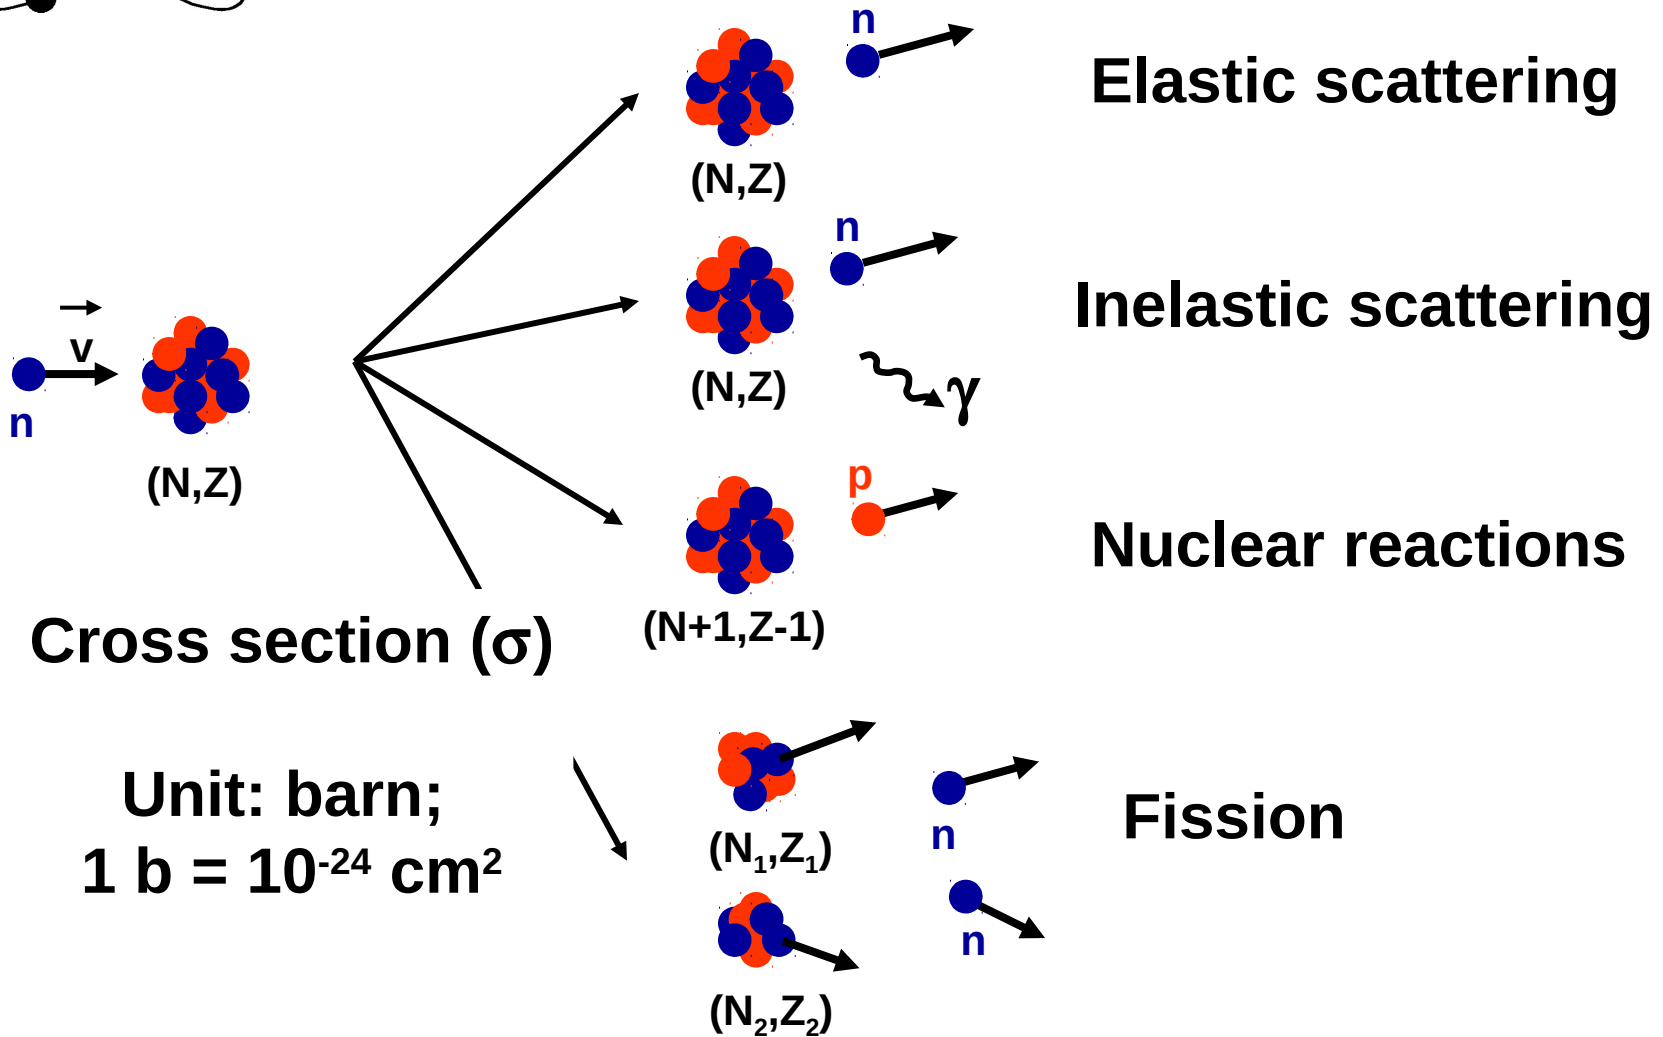 n
Elastic scattering
(N,Z)
n
Inelastic scattering
v
n
(N,Z)
γ
(N,Z)
p
Nuclear reactions
(N+1,Z-1)
Cross section (σ)
Unit: barn;
1 b = 10⁻²⁴ cm²
n
Fission
(N₁,Z₁)
n
(N₂,Z₂)